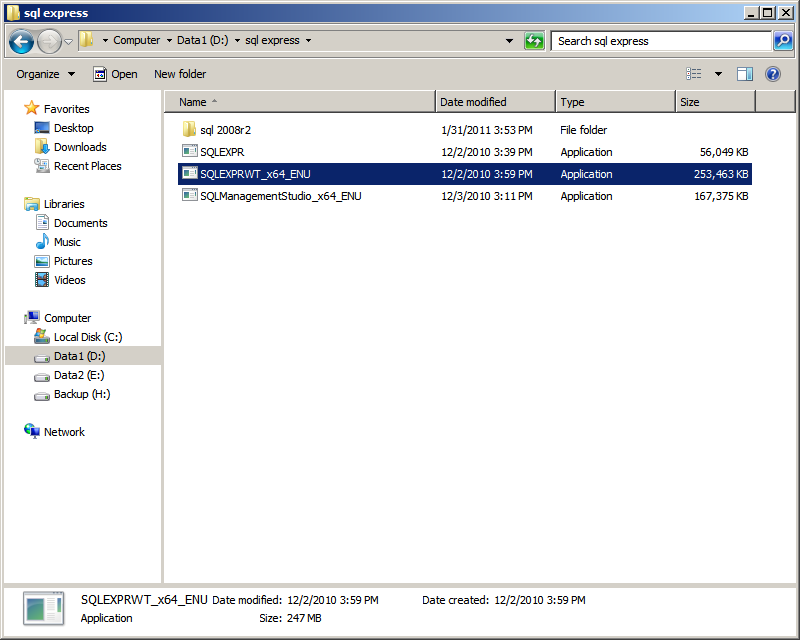 sql express
Computer Data1 (D:) sql express Search sql express
Organize Open New folder
Name Date modified Type Size
Favorites
Desktop
Downloads
Recent Places
Libraries
Documents
Music
Pictures
Videos
Computer
Local Disk (C:)
Data1 (D:)
Data2 (E:)
Backup (H:)
Network
sql 2008r2 1/31/2011 3:53 PM File folder
SQLEXPR 12/2/2010 3:39 PM Application 56,049 KB
SQLEXPRWT_x64_ENU 12/2/2010 3:59 PM Application 253,463 KB
SQLManagementStudio_x64_ENU 12/3/2010 3:11 PM Application 167,375 KB
SQLEXPRWT_x64_ENU Date modified: 12/2/2010 3:59 PM Date created: 12/2/2010 3:59 PM
Application Size: 247 MB